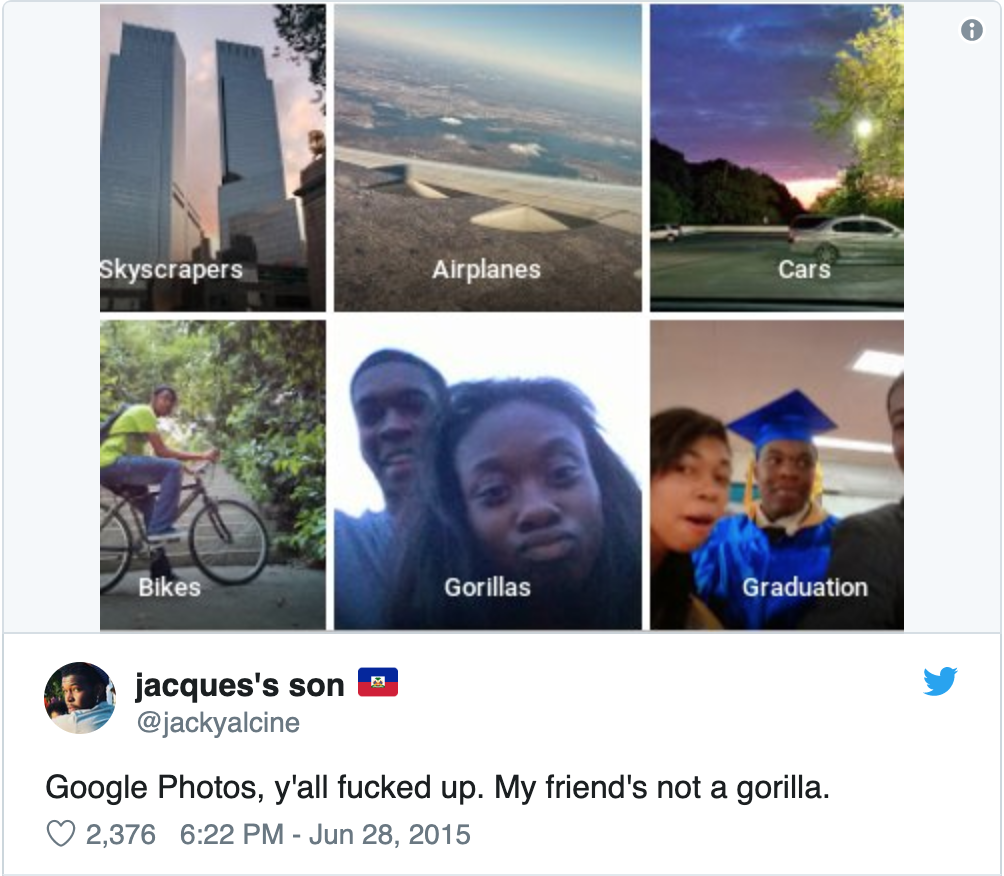 Skyscrapers
Airplanes
Cars
Bikes
Gorillas
Graduation
jacques's son 🇭🇹
@jackyalcine
Google Photos, y'all fucked up. My friend's not a gorilla.
2,376 6:22 PM - Jun 28, 2015